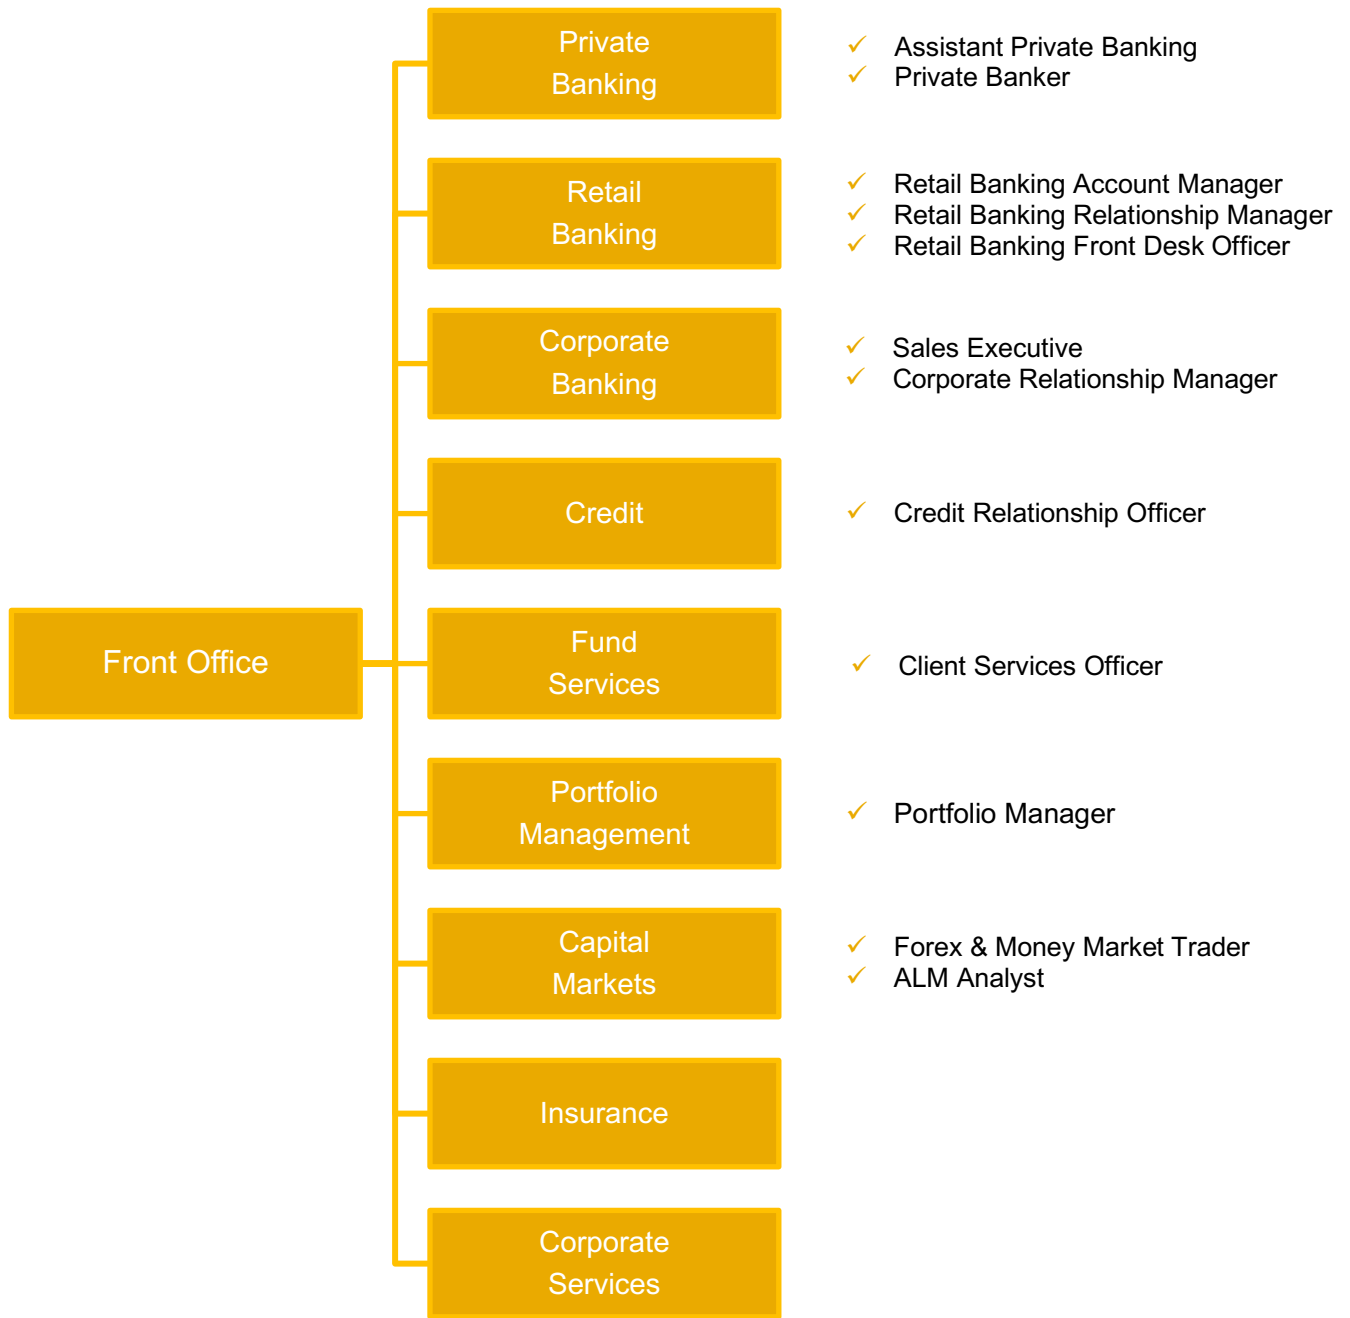 Private
Banking
Assistant Private Banking
Private Banker
Retail
Banking
Retail Banking Account Manager
Retail Banking Relationship Manager
Retail Banking Front Desk Officer
Corporate
Banking
Sales Executive
Corporate Relationship Manager
Credit
Credit Relationship Officer
Front Office
Fund
Services
Client Services Officer
Portfolio
Management
Portfolio Manager
Capital
Markets
Forex & Money Market Trader
ALM Analyst
Insurance
Corporate
Services